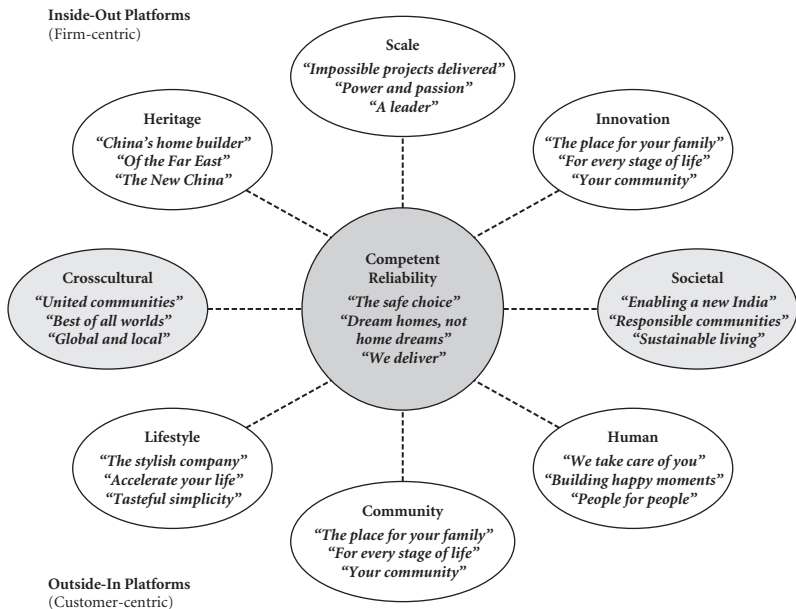 Inside-Out Platforms
(Firm-centric)
Scale
“Impossible projects delivered”
“Power and passion”
“A leader”
Heritage
“China’s home builder”
“Of the Far East”
“The New China”
Innovation
“The place for your family”
“For every stage of life”
“Your community”
Crosscultural
“United communities”
“Best of all worlds”
“Global and local”
Competent
Reliability
“The safe choice”
“Dream homes, not
home dreams”
“We deliver”
Societal
“Enabling a new India”
“Responsible communities”
“Sustainable living”
Lifestyle
“The stylish company”
“Accelerate your life”
“Tasteful simplicity”
Human
“We take care of you”
“Building happy moments”
“People for people”
Community
“The place for your family”
“For every stage of life”
“Your community”
Outside-In Platforms
(Customer-centric)